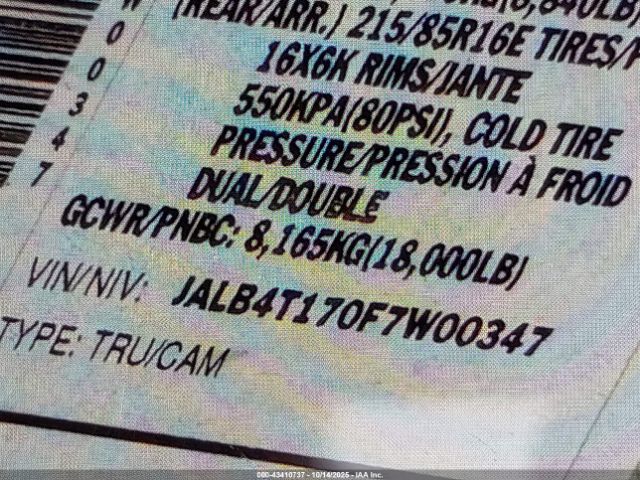 (REAR/ARR.) 215/85R16E TIRES/P
16X6K RIMS/JANTE
550KPA(80PSI), COLD TIRE
PRESSURE/PRESSION À FROID
DUAL/DOUBLE
GCWR/PNBC: 8,165KG(18,000LB)
VIN/NIV: JALB4T170F7W00347
TYPE: TRU/CAM
W
0
0
3
4
7
080-43410737 - 10/14/2025 - IAA Inc.